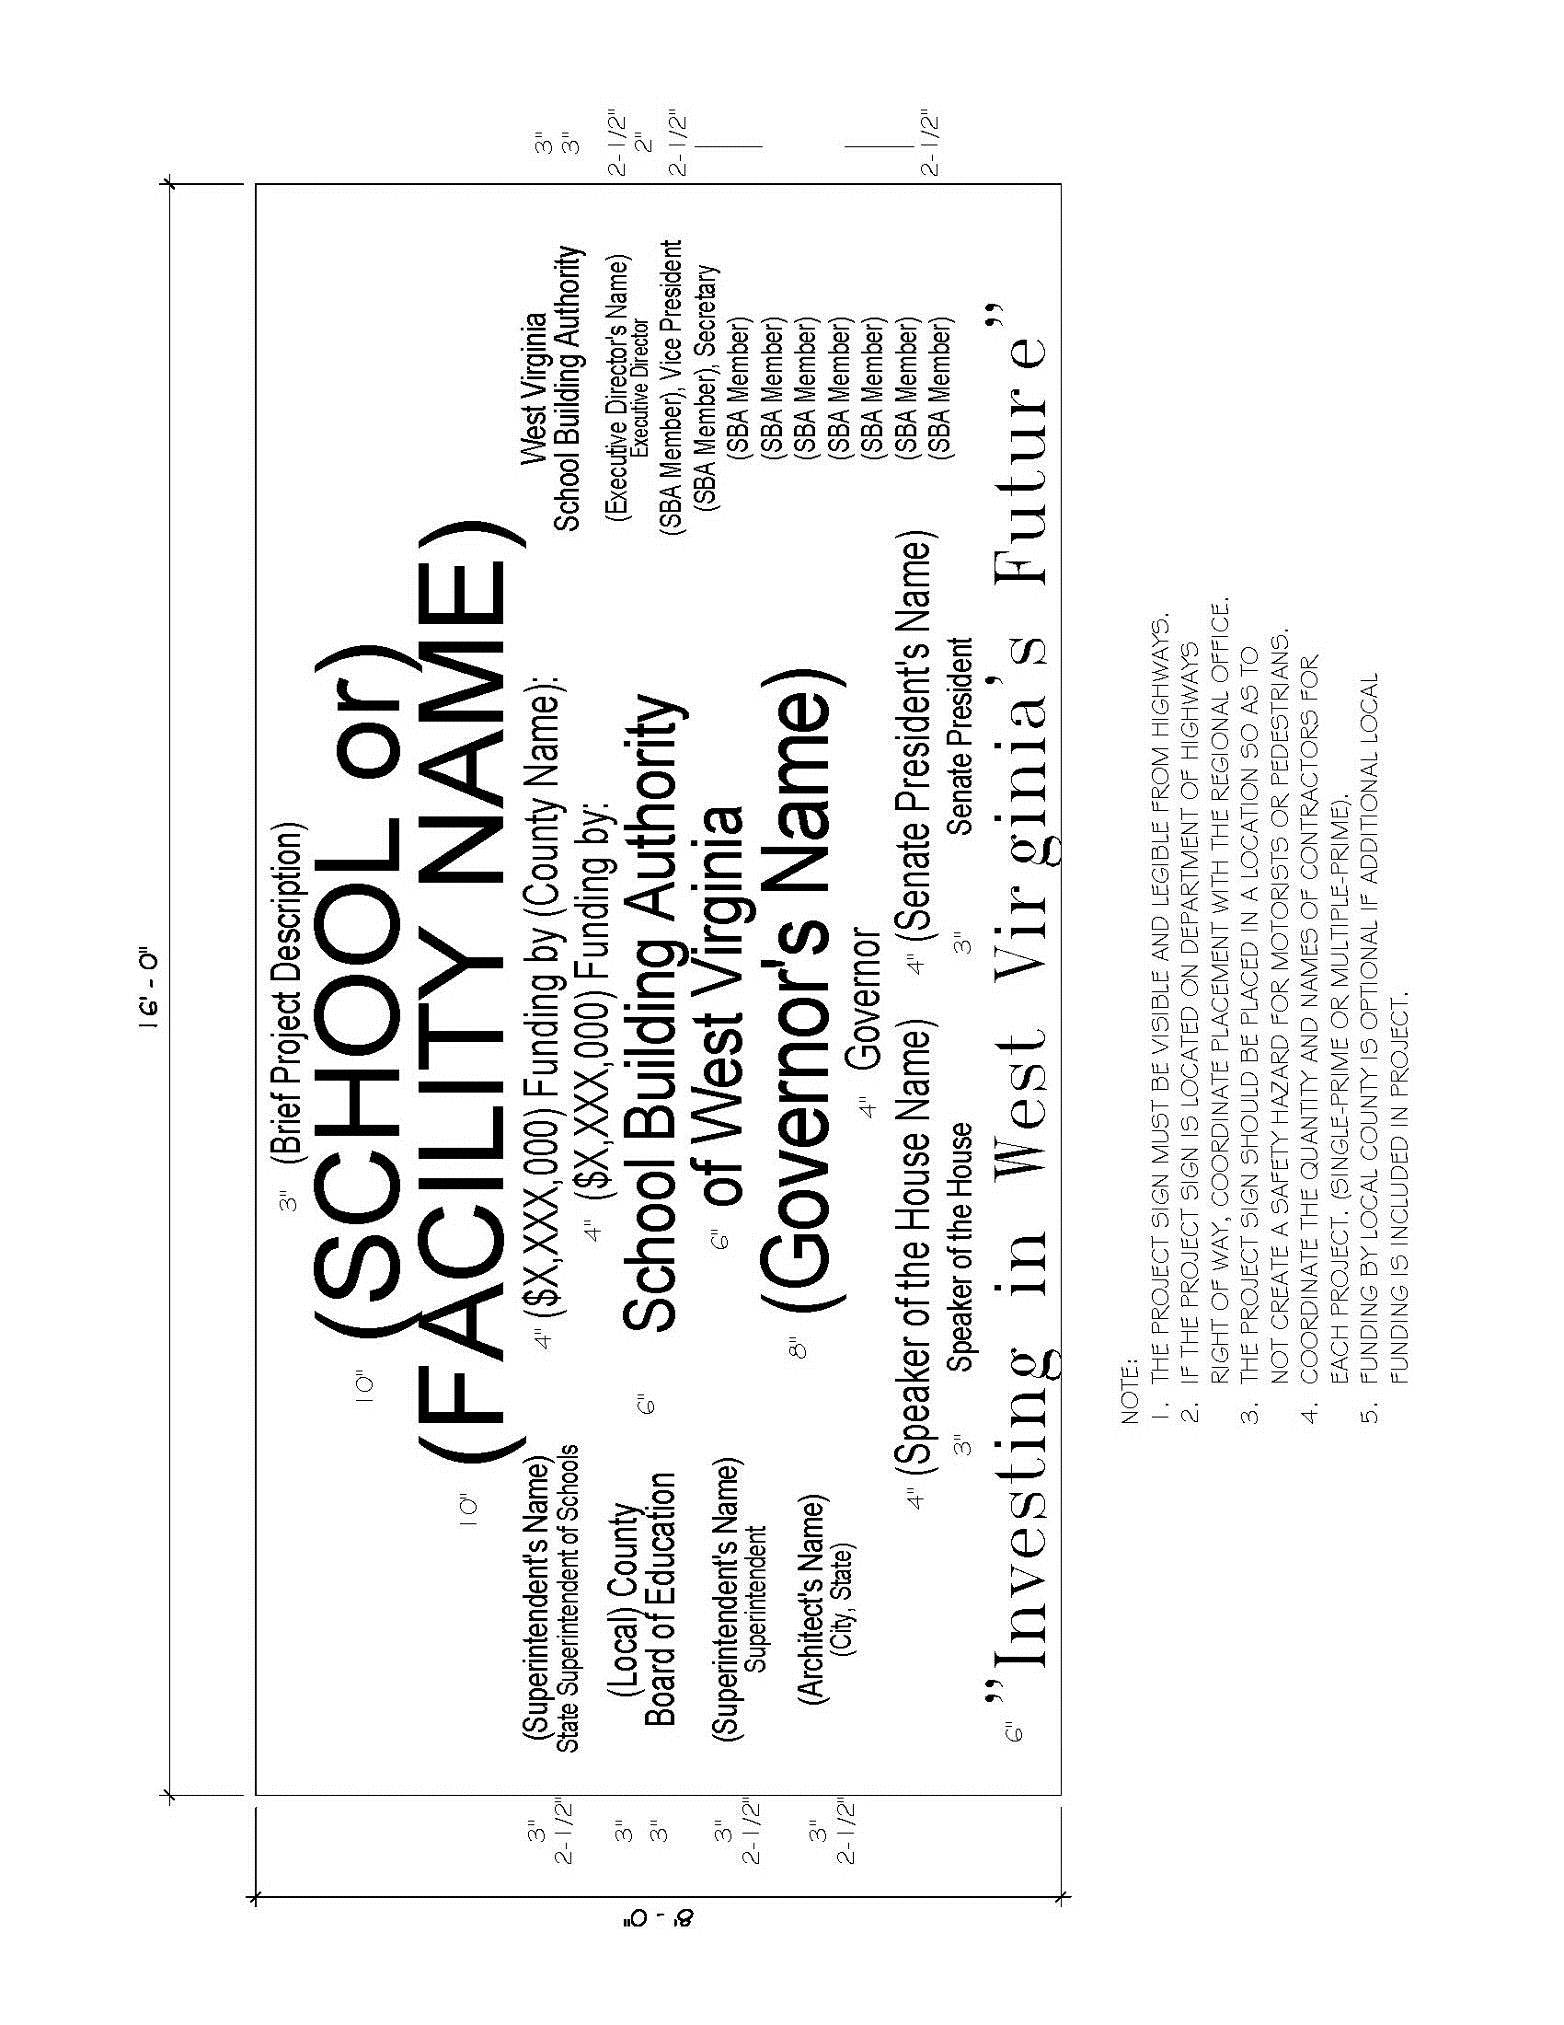 16' - 0"
8' - 0"
3" (Brief Project Description)
10" (SCHOOL or)
10" (FACILITY NAME)
4" ($X,XXX,000) Funding by (County Name):
4" ($X,XXX,000) Funding by:
6" School Building Authority
6" of West Virginia
8" (Governor's Name)
4" Governor
3" (Superintendent's Name)
2-1/2" State Superintendent of Schools
3" (Local) County
3" Board of Education
3" (Superintendent's Name)
2-1/2" Superintendent
3" (Architect's Name)
2-1/2" (City, State)
West Virginia 3"
School Building Authority 3"
(Executive Director's Name) 2-1/2"
Executive Director 2"
(SBA Member), Vice President 2-1/2"
(SBA Member), Secretary
(SBA Member)
(SBA Member)
(SBA Member)
(SBA Member)
(SBA Member)
(SBA Member)
(SBA Member) 2-1/2"
4" (Speaker of the House Name) 4" (Senate President's Name)
3" Speaker of the House 3" Senate President
6" "Investing in West Virginia's Future"
NOTE:
1. THE PROJECT SIGN MUST BE VISIBLE AND LEGIBLE FROM HIGHWAYS.
2. IF THE PROJECT SIGN IS LOCATED ON DEPARTMENT OF HIGHWAYS
RIGHT OF WAY, COORDINATE PLACEMENT WITH THE REGIONAL OFFICE.
3. THE PROJECT SIGN SHOULD BE PLACED IN A LOCATION SO AS TO
NOT CREATE A SAFETY HAZARD FOR MOTORISTS OR PEDESTRIANS.
4. COORDINATE THE QUANTITY AND NAMES OF CONTRACTORS FOR
EACH PROJECT. (SINGLE-PRIME OR MULTIPLE-PRIME).
5. FUNDING BY LOCAL COUNTY IS OPTIONAL IF ADDITIONAL LOCAL
FUNDING IS INCLUDED IN PROJECT.